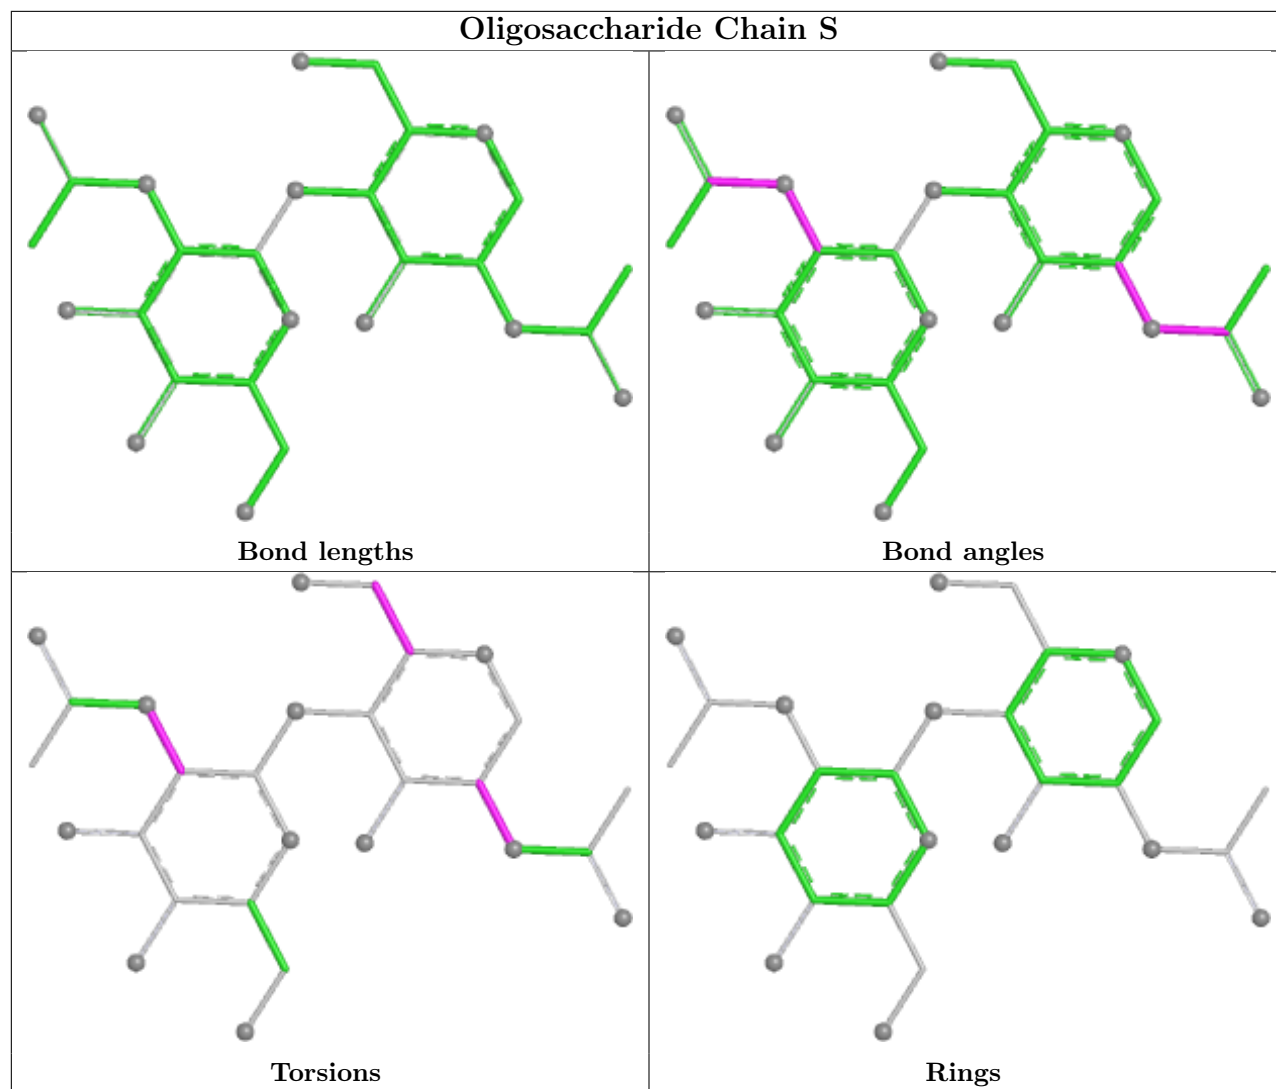 Oligosaccharide Chain S
Bond lengths
Bond angles
Torsions
Rings